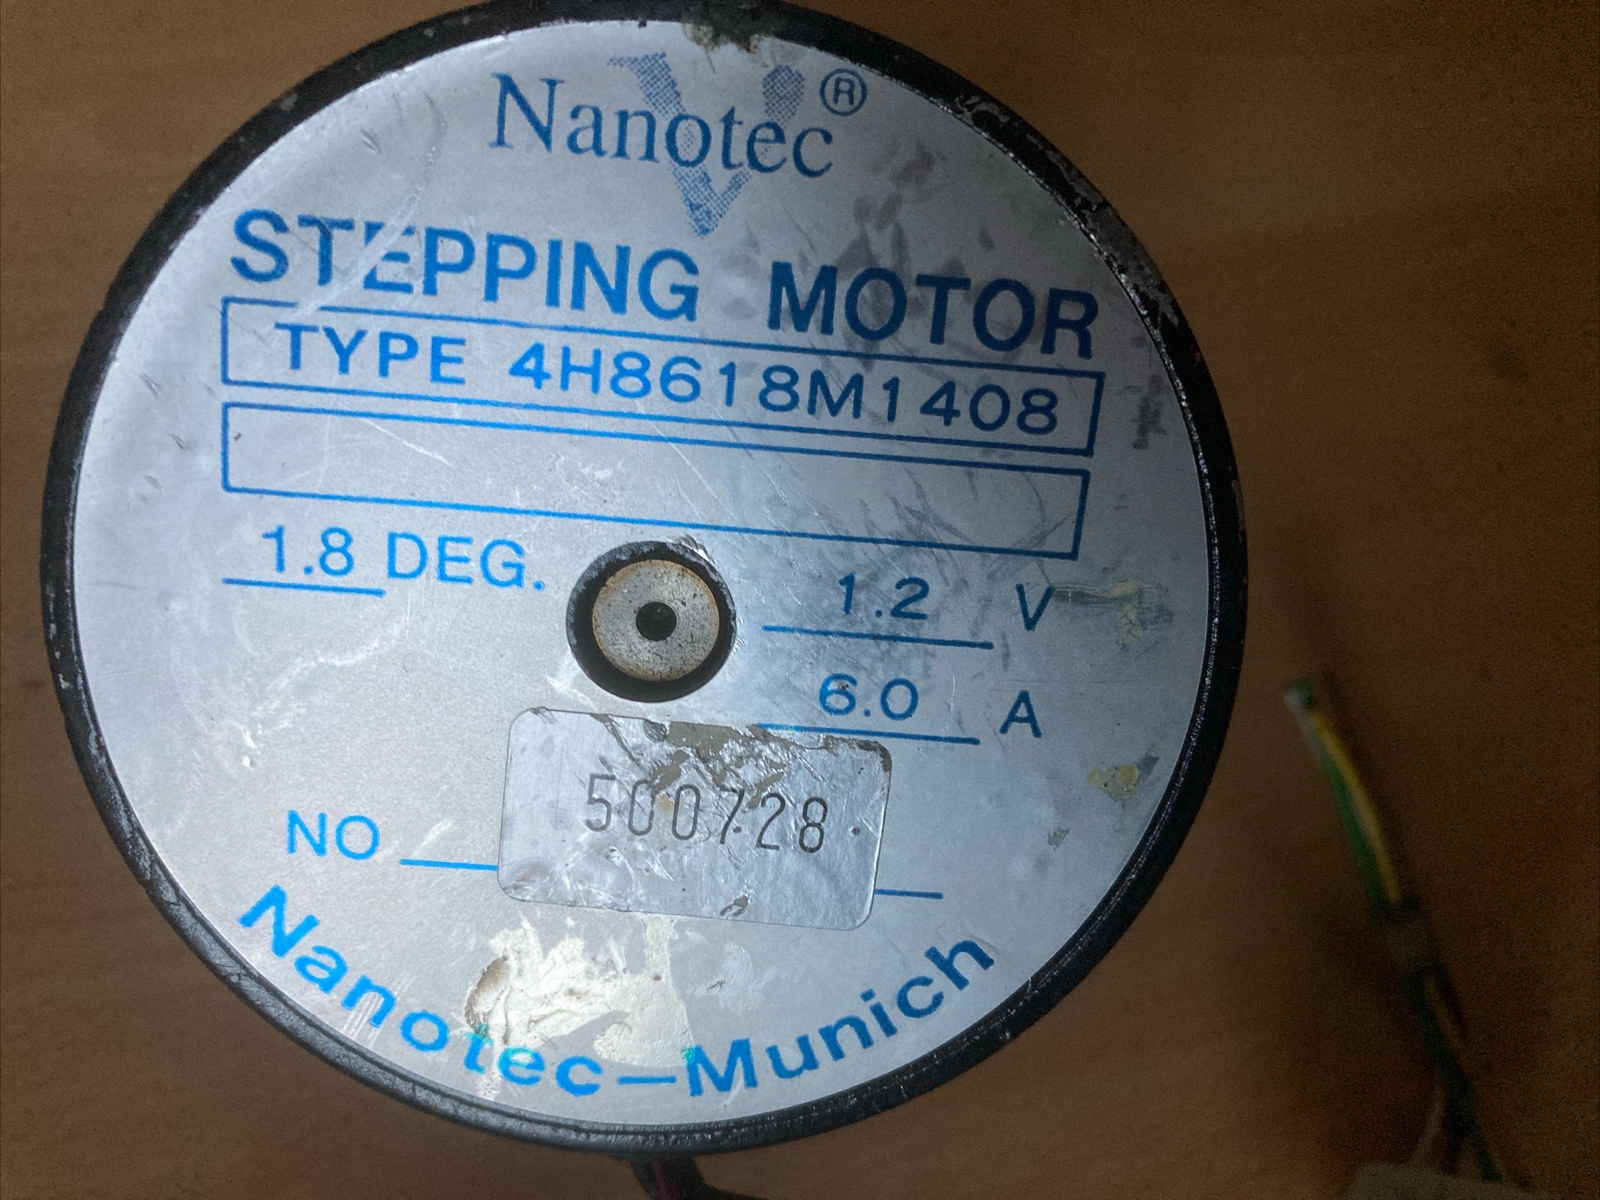 Nanotec®
STEPPING MOTOR
TYPE 4H8618M1408
1.8 DEG.
1.2 V
6.0 A
500728
NO
Nanotec-Munich